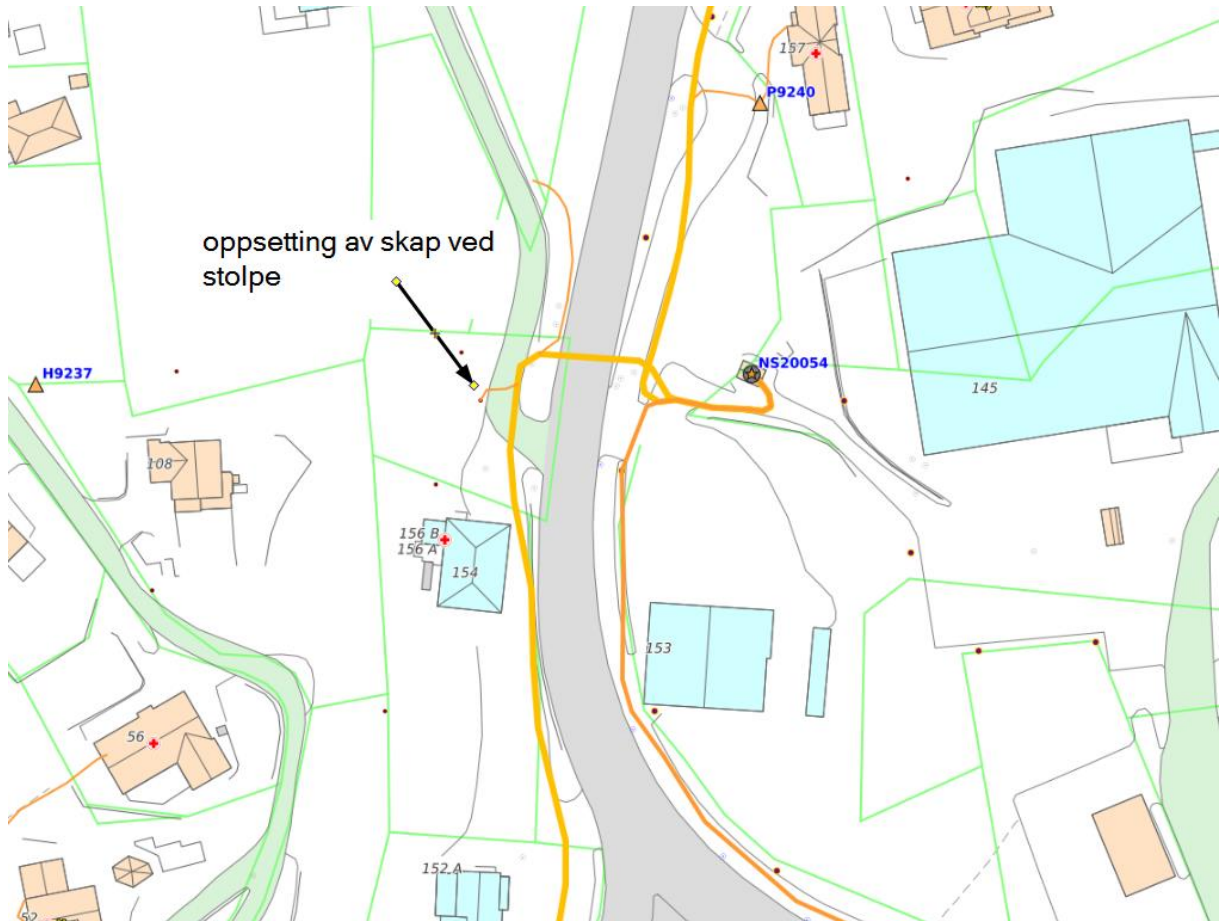 157
P9240
oppsetting av skap ved
stolpe
H9237
NS20054
145
108
156 B
156 A
154
153
56
152 A
52